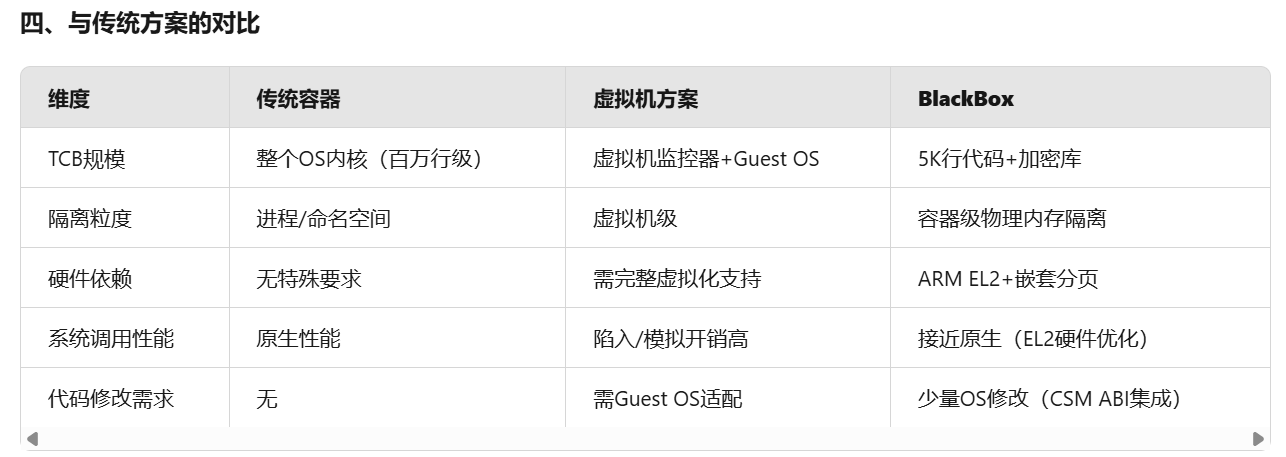 四、与传统方案的对比
维度 传统容器 虚拟机方案 BlackBox
TCB规模 整个OS内核（百万行级） 虚拟机监控器+Guest OS 5K行代码+加密库
隔离粒度 进程/命名空间 虚拟机级 容器级物理内存隔离
硬件依赖 无特殊要求 需完整虚拟化支持 ARM EL2+嵌套分页
系统调用性能 原生性能 陷入/模拟开销高 接近原生（EL2硬件优化）
代码修改需求 无 需Guest OS适配 少量OS修改（CSM ABI集成）